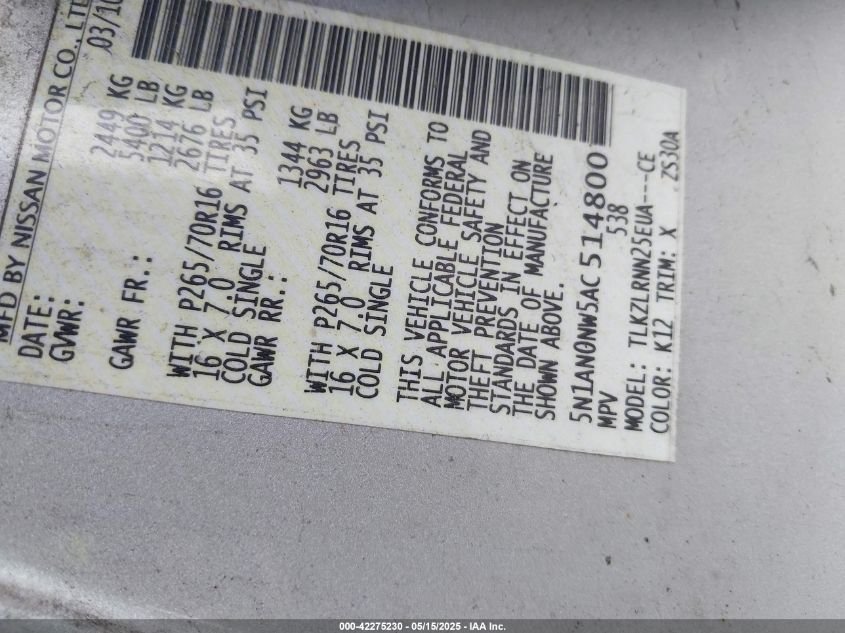 MFD BY NISSAN MOTOR CO., LTD
DATE: 03/10
GVWR: 2449 KG
5400 LB
GAWR FR.: 1214 KG
2676 LB
WITH P265/70R16 TIRES
16 X 7.0 RIMS AT 35 PSI
COLD SINGLE
GAWR RR.: 1344 KG
2963 LB
WITH P265/70R16 TIRES
16 X 7.0 RIMS AT 35 PSI
COLD SINGLE
THIS VEHICLE CONFORMS TO
ALL APPLICABLE FEDERAL
MOTOR VEHICLE SAFETY AND
THEFT PREVENTION
STANDARDS IN EFFECT ON
THE DATE OF MANUFACTURE
SHOWN ABOVE.
5N1AN0NW5AC 514800
MPV 538
MODEL: TLKZLRNN25EUA---CE
COLOR: K12 TRIM: X ZS30A
000-42275230 - 05/15/2025 - IAA Inc.